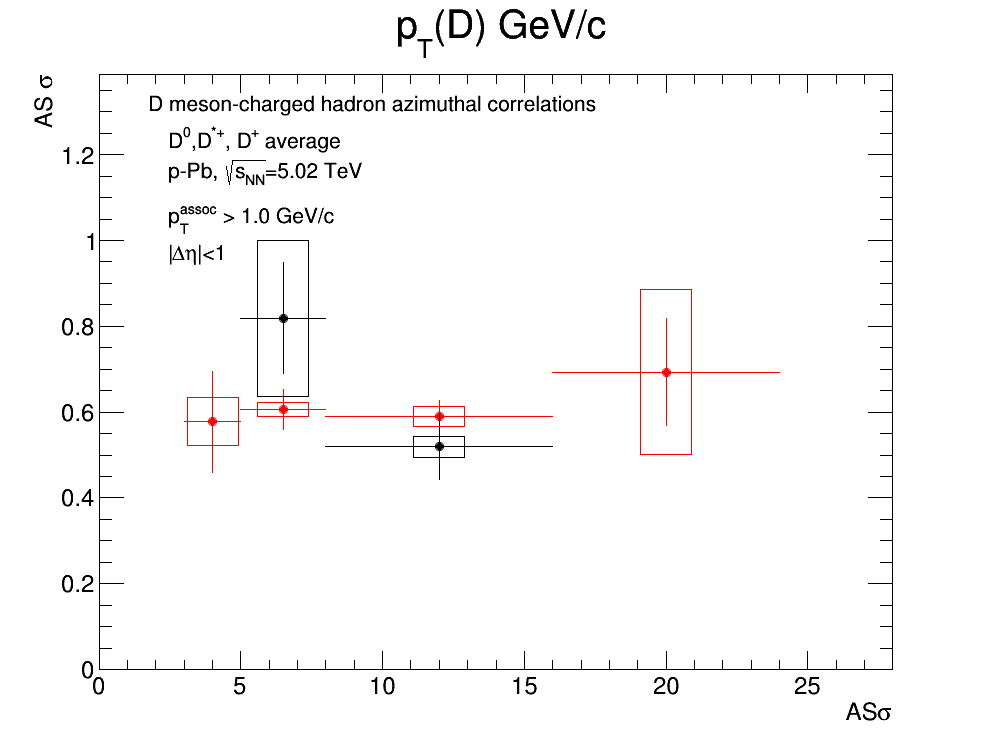 p_T(D) GeV/c
AS σ
D meson-charged hadron azimuthal correlations
D⁰,D*⁺, D⁺ average
p-Pb, √s_NN=5.02 TeV
p_T^assoc > 1.0 GeV/c
|Δη|<1
1.2
1
0.8
0.6
0.4
0.2
0
0 5 10 15 20 25
ASσ